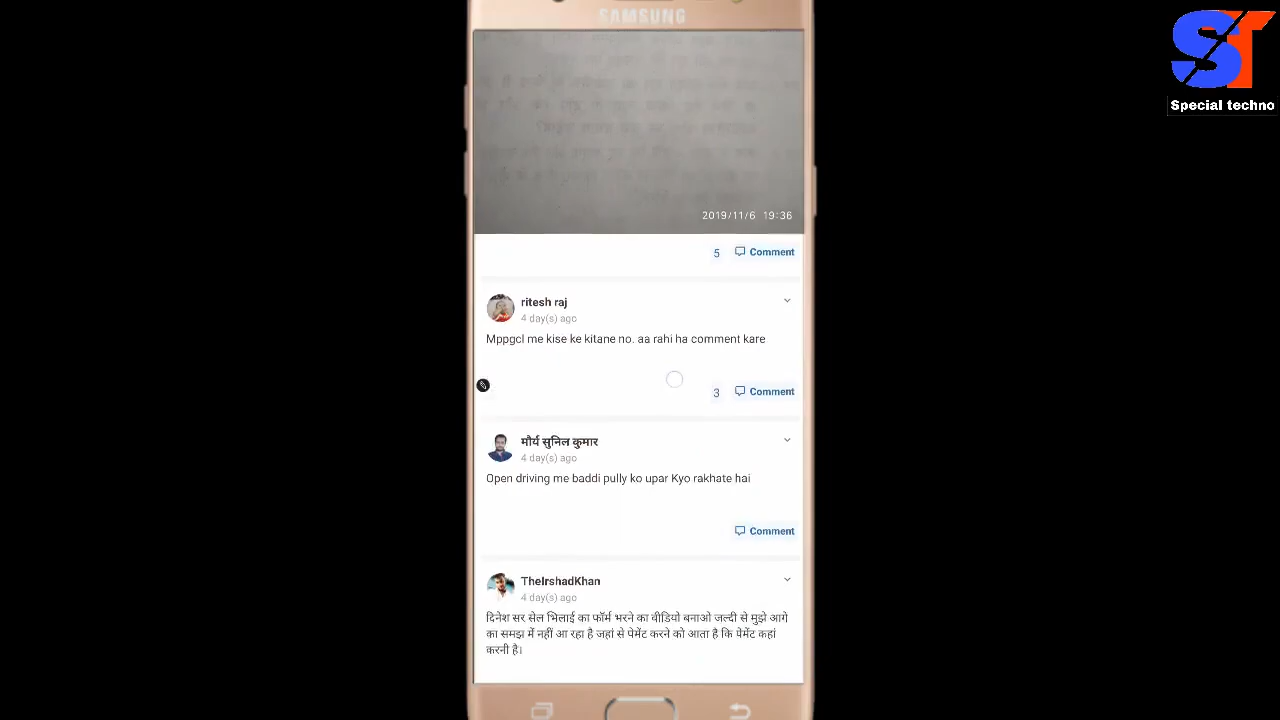 SAMSUNG
ST
Special techno
2019/11/6 19:36
5 Comment
ritesh raj
4 day(s) ago
Mppgcl me kise ke kitane no. aa rahi ha comment kare
3 Comment
मौर्य सुनिल कुमार
4 day(s) ago
Open driving me baddi pully ko upar Kyo rakhate hai
Comment
TheIrshadKhan
4 day(s) ago
दिनेश सर सेल भिलाई का फॉर्म भरने का वीडियो बनाओ जल्दी से मुझे आगे
का समझ में नहीं आ रहा है जहां से पेमेंट करने को आता है कि पेमेंट कहां
करनी है।